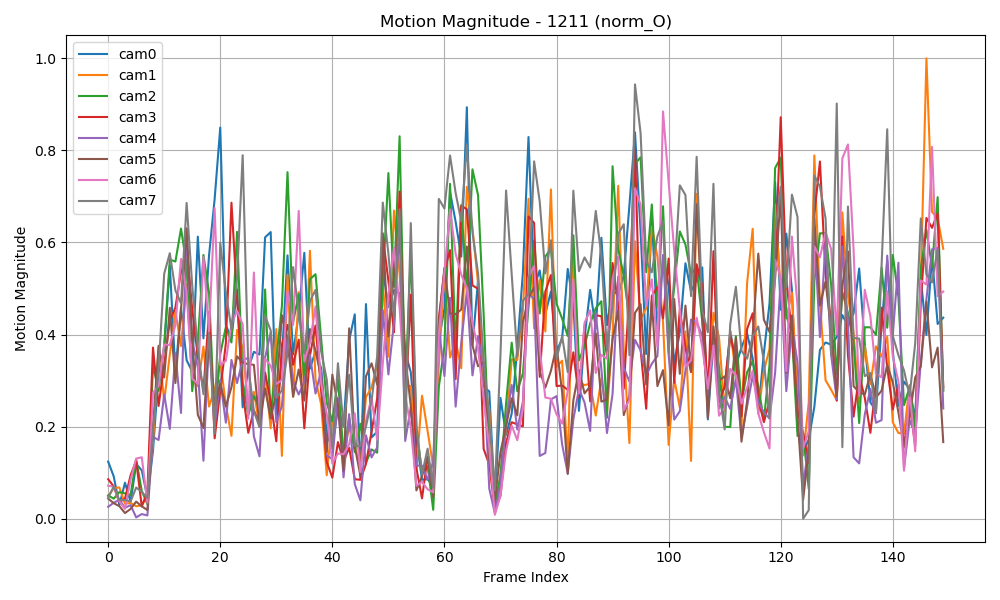 Motion Magnitude - 1211 (norm_O)
cam0
cam1
cam2
cam3
cam4
cam5
cam6
cam7
Motion Magnitude
1.0
0.8
0.6
0.4
0.2
0.0
0 20 40 60 80 100 120 140
Frame Index